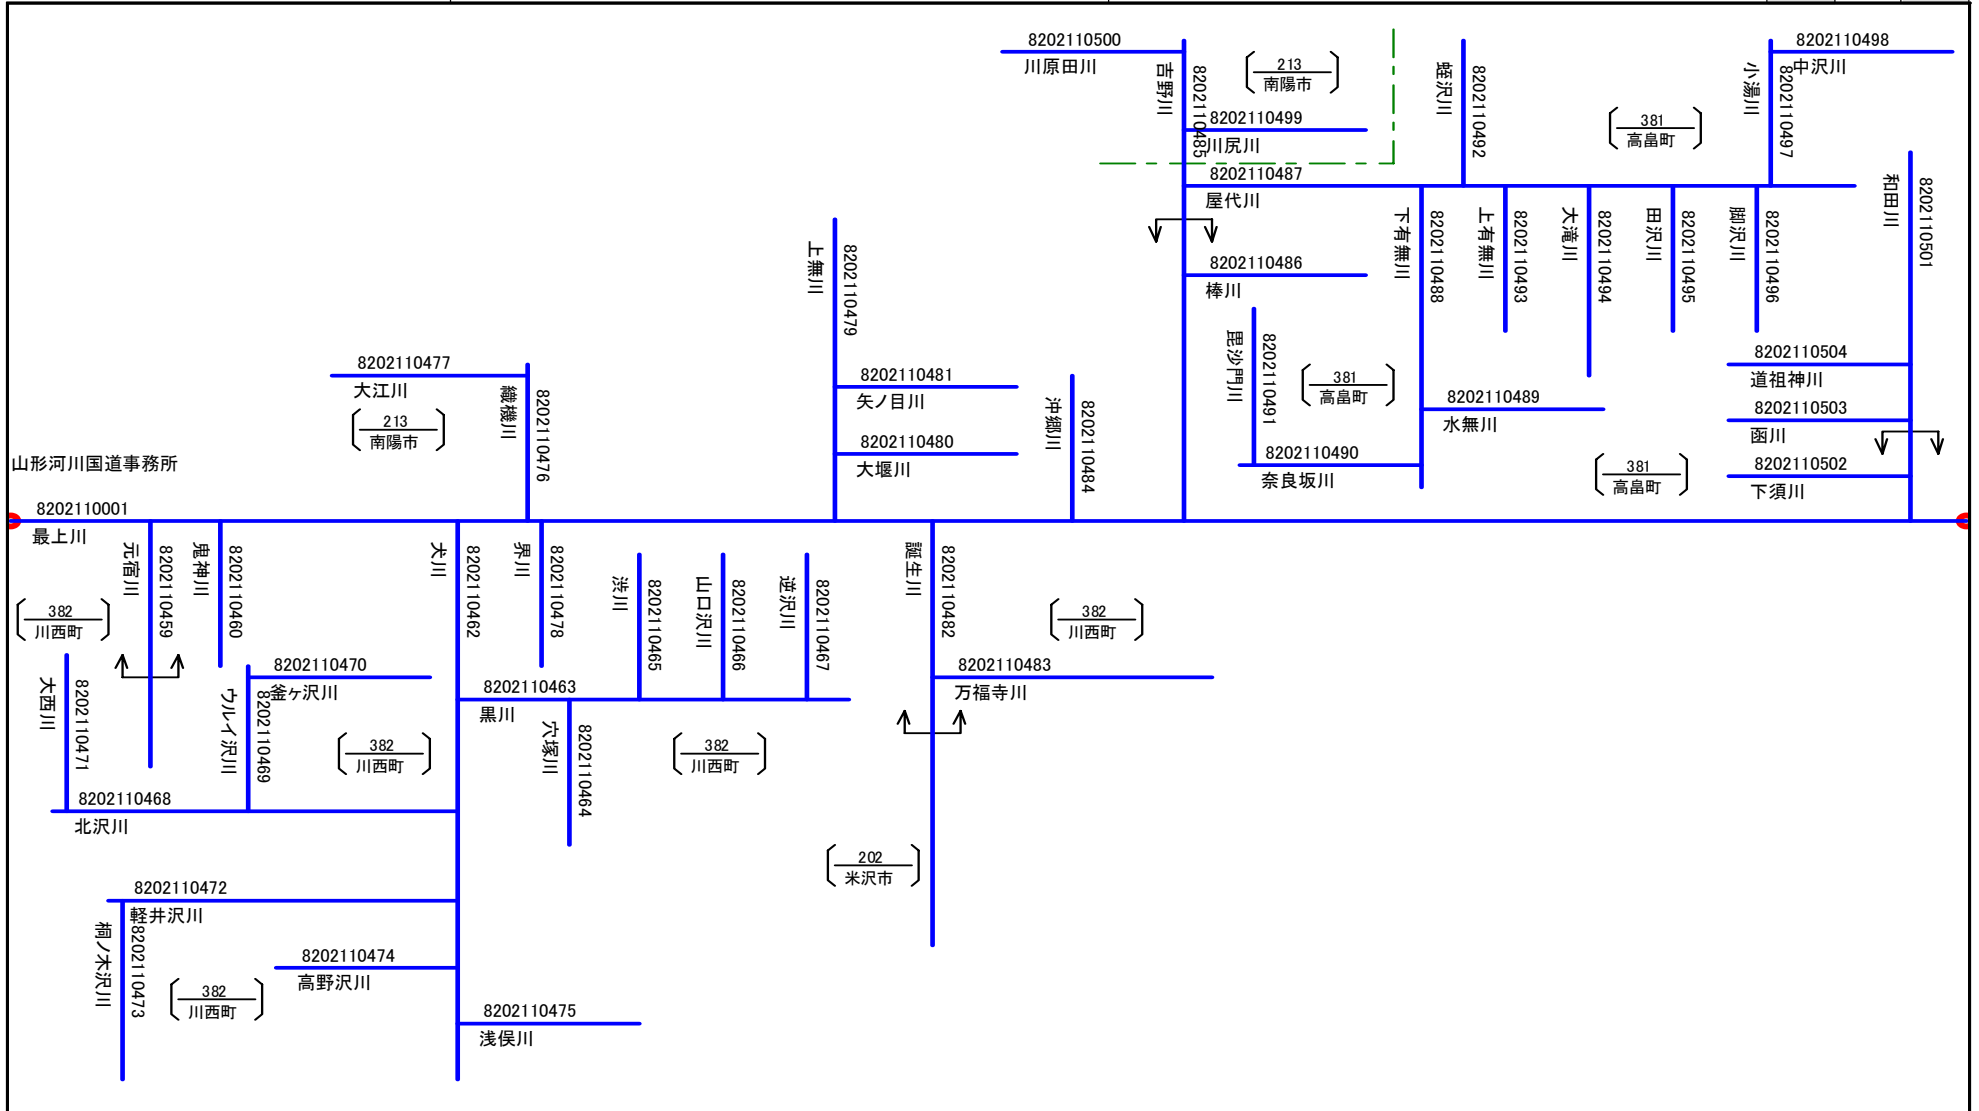 8202110500
川原田川
吉野川
8202110485
213
南陽市
8202110499
川尻川
蛭沢川
8202110492
381
高畠町
小湯川
8202110497
8202110498
中沢川
8202110487
屋代川
和田川
8202110501
下有無川
8202110488
上有無川
8202110493
大滝川
8202110494
田沢川
8202110495
沢川
8202110496
上無川
8202110479
8202110486
棒川
毘沙門川
8202110491
381
高畠町
8202110504
道祖神川
8202110477
大江川
213
南陽市
織機川
8202110476
8202110481
矢ノ目川
8202110480
大堰川
沖郷川
8202110484
8202110489
水無川
8202110503
函川
8202110490
奈良坂川
381
高畠町
8202110502
下須川
山形河川国道事務所
8202110001
最上川
元宿川
8202110459
鬼神川
8202110460
犬川
8202110462
界川
8202110478
渋川
8202110465
山口沢川
8202110466
逆沢川
8202110467
誕生川
8202110482
382
川西町
382
川西町
8202110470
釜ヶ沢川
8202110463
黒川
8202110483
万福寺川
大西川
8202110471
ウルイ沢川
8202110469
382
川西町
穴塚川
8202110464
382
川西町
8202110468
北沢川
202
米沢市
8202110472
軽井沢川
桐ノ木沢川
8202110473
8202110474
高野沢川
382
川西町
8202110475
浅俣川